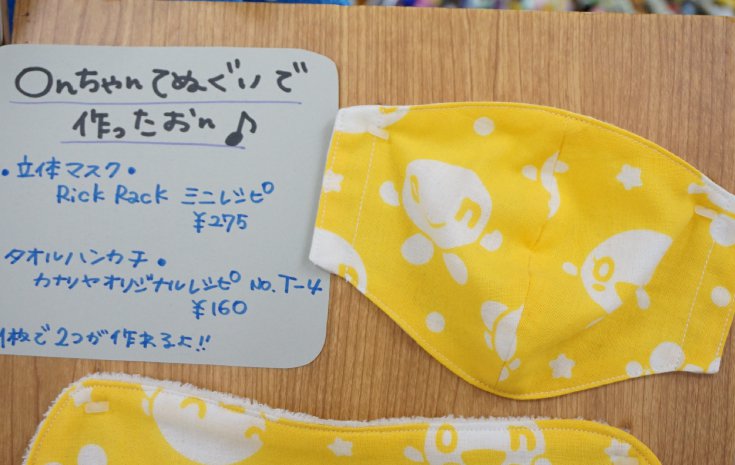 Onちゃんてぬぐいで
作ったおん♪
・立体マスク・
Rick Rack ミニレシピ
¥275
タオルハンカチ・
カナリヤオリジナルレシピ No. T-4
¥160
1枚で2つが作れるよ!!